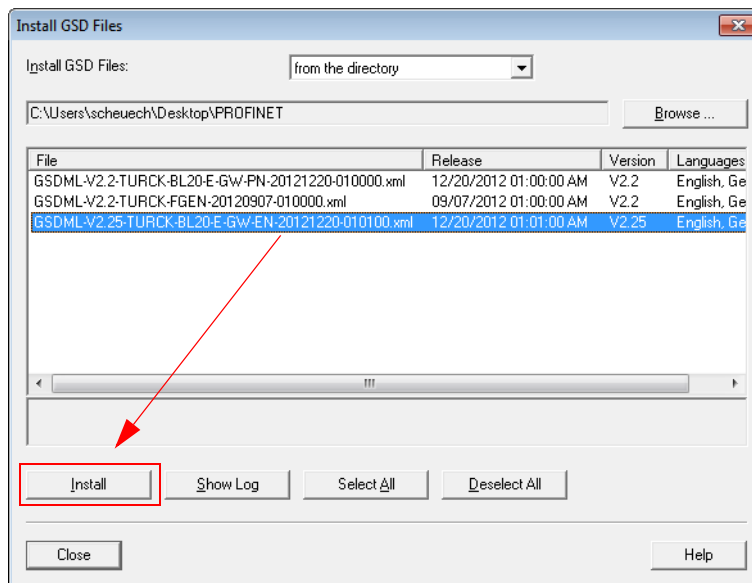 Install GSD Files
Install GSD Files:
from the directory
C:\Users\scheuech\Desktop\PROFINET
Browse ...
File Release Version Languages
GSDML-V2.2-TURCK-BL20-E-GW-PN-20121220-010000.xml 12/20/2012 01:00:00 AM V2.2 English, Ge
GSDML-V2.2-TURCK-FGEN-20120907-010000.xml 09/07/2012 01:00:00 AM V2.2 English, Ge
GSDML-V2.25-TURCK-BL20-E-GW-EN-20121220-010100.xml 12/20/2012 01:01:00 AM V2.25 English, Ge
Install Show Log Select All Deselect All
Close Help